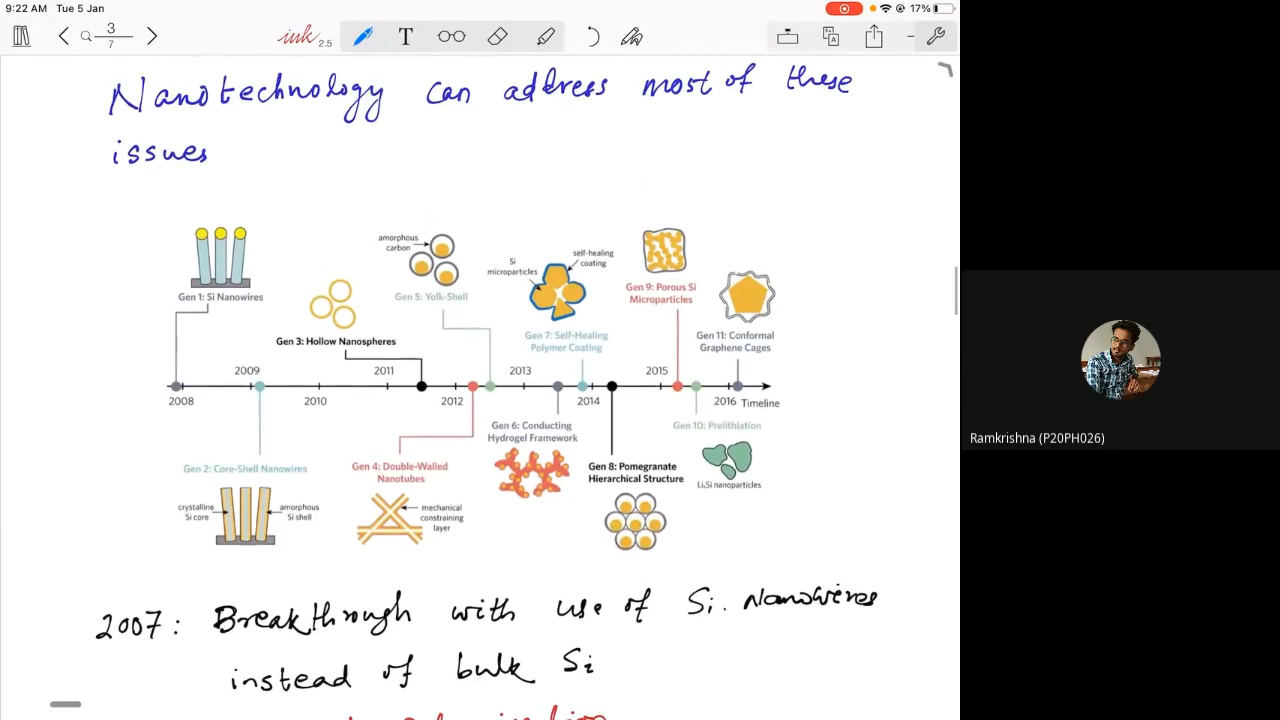 9:22 AM Tue 5 Jan
17%
3
7
ink 2.5
T
Nanotechnology can address most of these
issues
Gen 1: Si Nanowires
Gen 3: Hollow Nanospheres
amorphous
carbon
Gen 5: Yolk-Shell
Si
microparticles
self-healing
coating
Gen 7: Self-Healing
Polymer Coating
Gen 9: Porous Si
Microparticles
Gen 11: Conformal
Graphene Cages
2009
2011
2013
2015
2008
2010
2012
2014
2016
Timeline
Gen 2: Core-Shell Nanowires
crystalline
Si core
amorphous
Si shell
Gen 4: Double-Walled
Nanotubes
mechanical
constraining
layer
Gen 6: Conducting
Hydrogel Framework
Gen 8: Pomegranate
Hierarchical Structure
Gen 10: Prelithiation
LiₓSi nanoparticles
2007: Breakthrough with use of Si. Nanowires
instead of bulk Si
Ramkrishna (P20PH026)